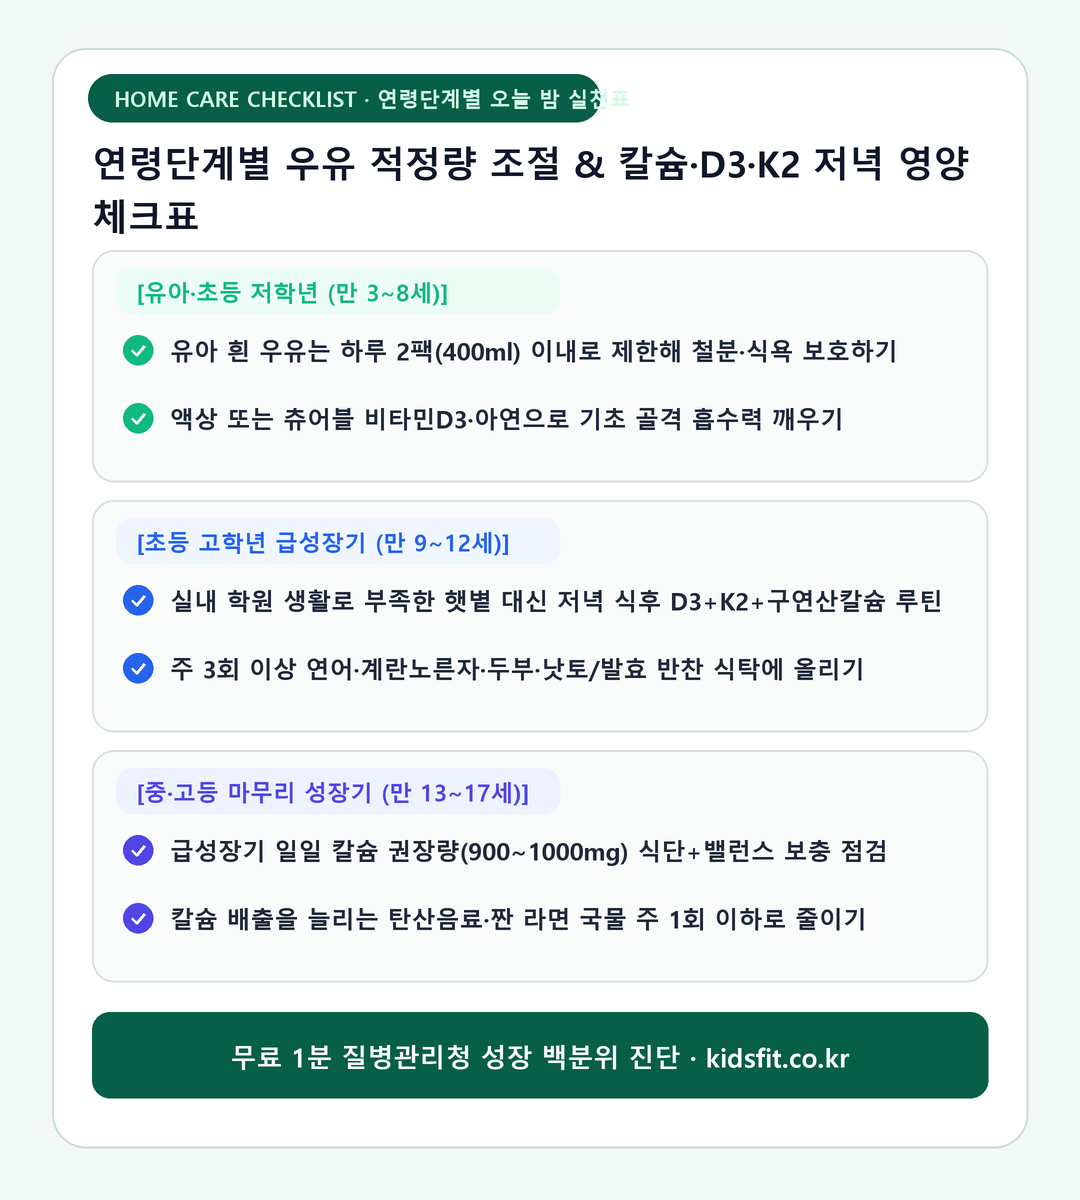 HOME CARE CHECKLIST · 연령단계별 오늘 밤 실천표
연령단계별 우유 적정량 조절 & 칼슘·D3·K2 저녁 영양
체크표
[유아·초등 저학년 (만 3~8세)]
유아 흰 우유는 하루 2팩(400ml) 이내로 제한해 철분·식욕 보호하기
액상 또는 츄어블 비타민D3·아연으로 기초 골격 흡수력 깨우기
[초등 고학년 급성장기 (만 9~12세)]
실내 학원 생활로 부족한 햇볕 대신 저녁 식후 D3+K2+구연산칼슘 루틴
주 3회 이상 연어·계란노른자·두부·낫토/발효 반찬 식탁에 올리기
[중·고등 마무리 성장기 (만 13~17세)]
급성장기 일일 칼슘 권장량(900~1000mg) 식단+밸런스 보충 점검
칼슘 배출을 늘리는 탄산음료·짠 라면 국물 주 1회 이하로 줄이기
무료 1분 질병관리청 성장 백분위 진단 · kidsfit.co.kr